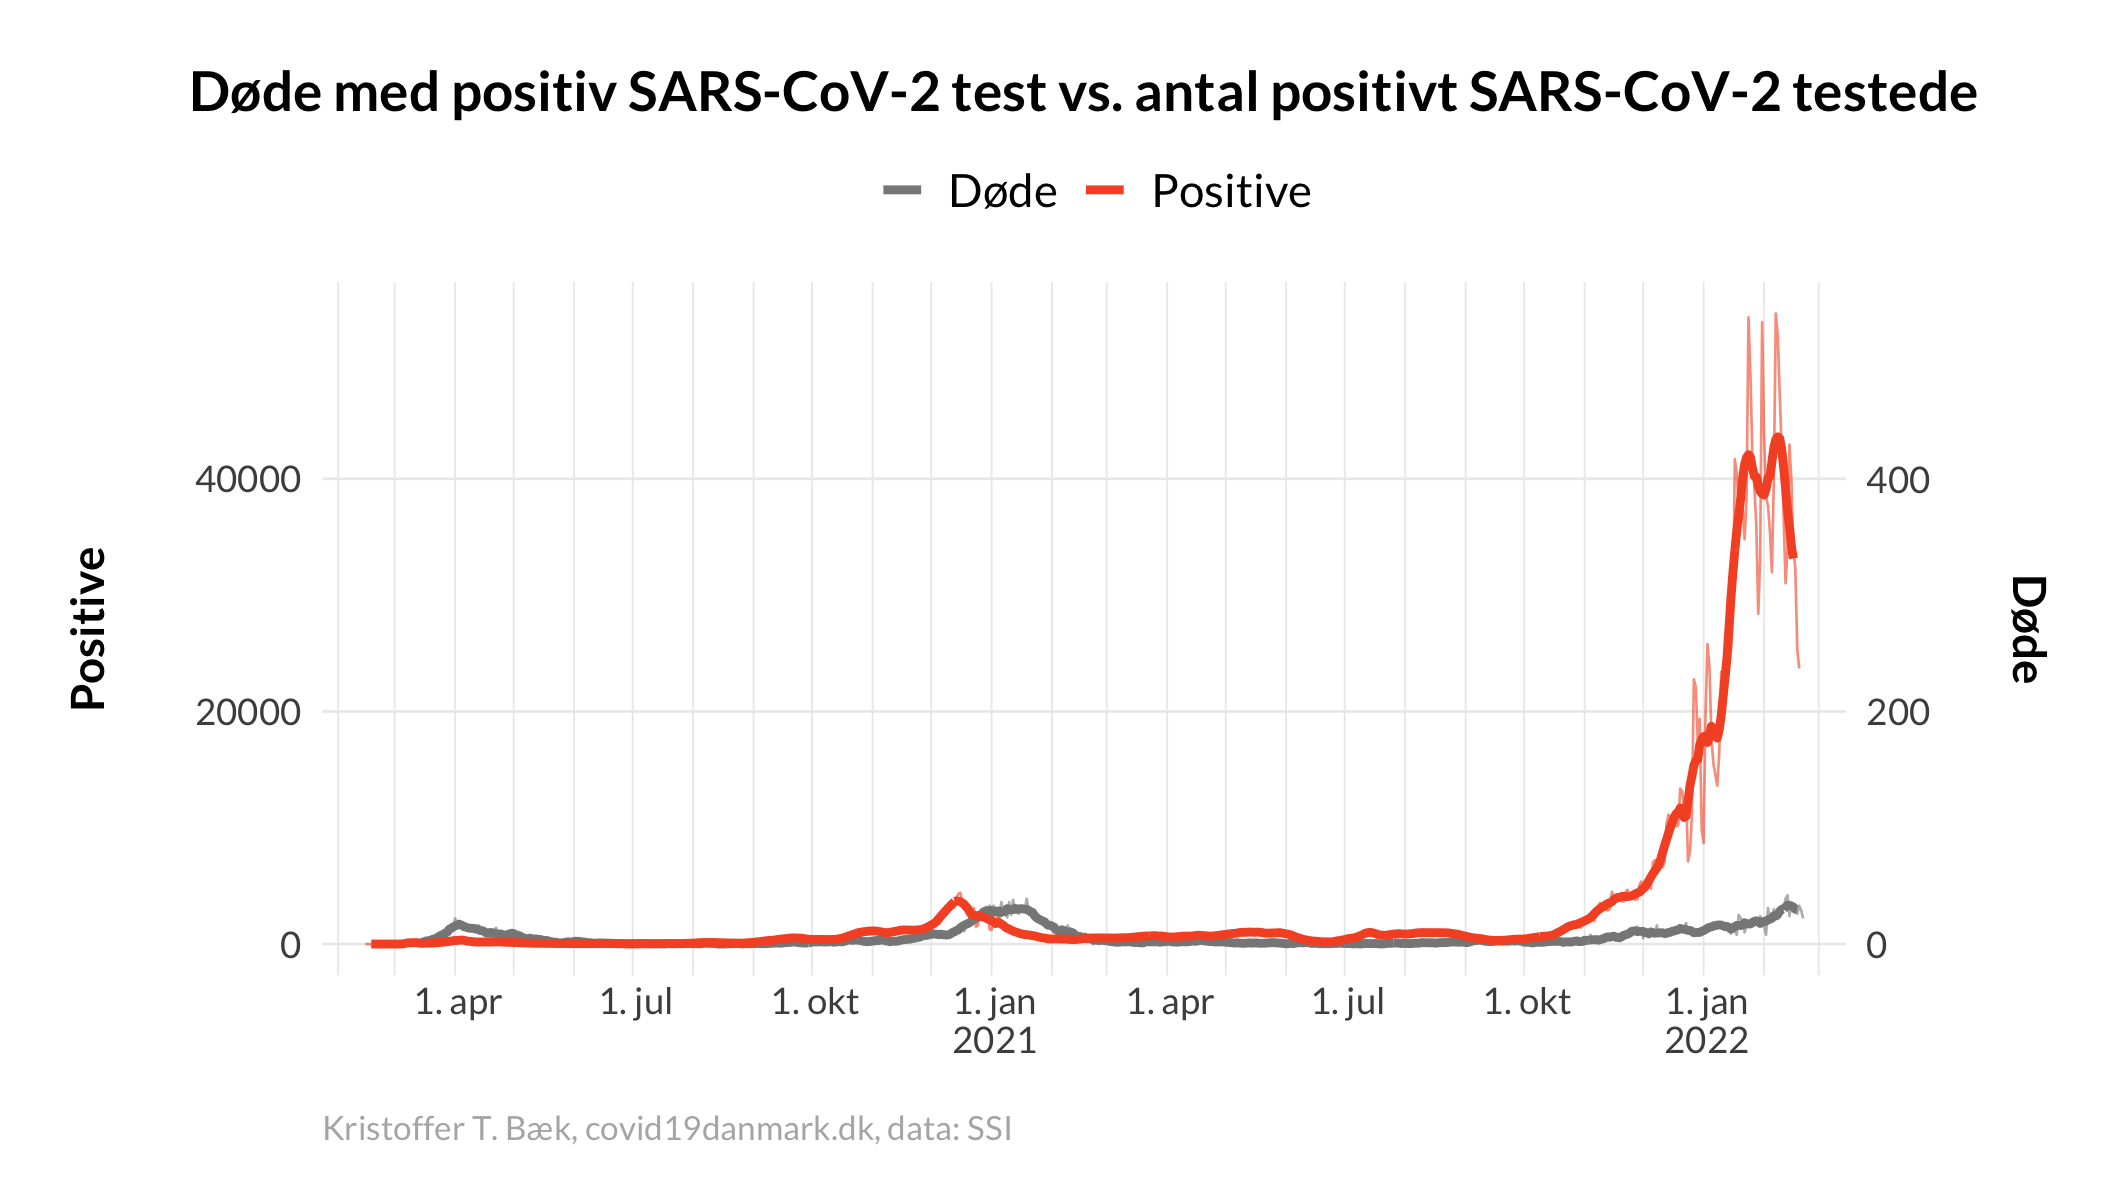 Døde med positiv SARS-CoV-2 test vs. antal positivt SARS-CoV-2 testede
Døde Positive
40000 400
20000 200
0 0
Positive
Døde
1. apr 1. jul 1. okt 1. jan 1. apr 1. jul 1. okt 1. jan
2021 2022
Kristoffer T. Bæk, covid19danmark.dk, data: SSI